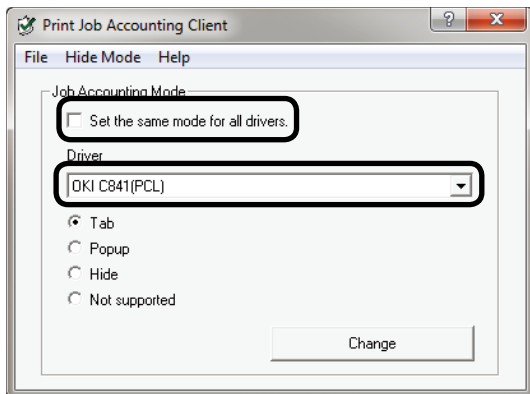 Print Job Accounting Client
File Hide Mode Help
Job Accounting Mode
Set the same mode for all drivers.
Driver
OKI C841(PCL)
Tab
Popup
Hide
Not supported
Change